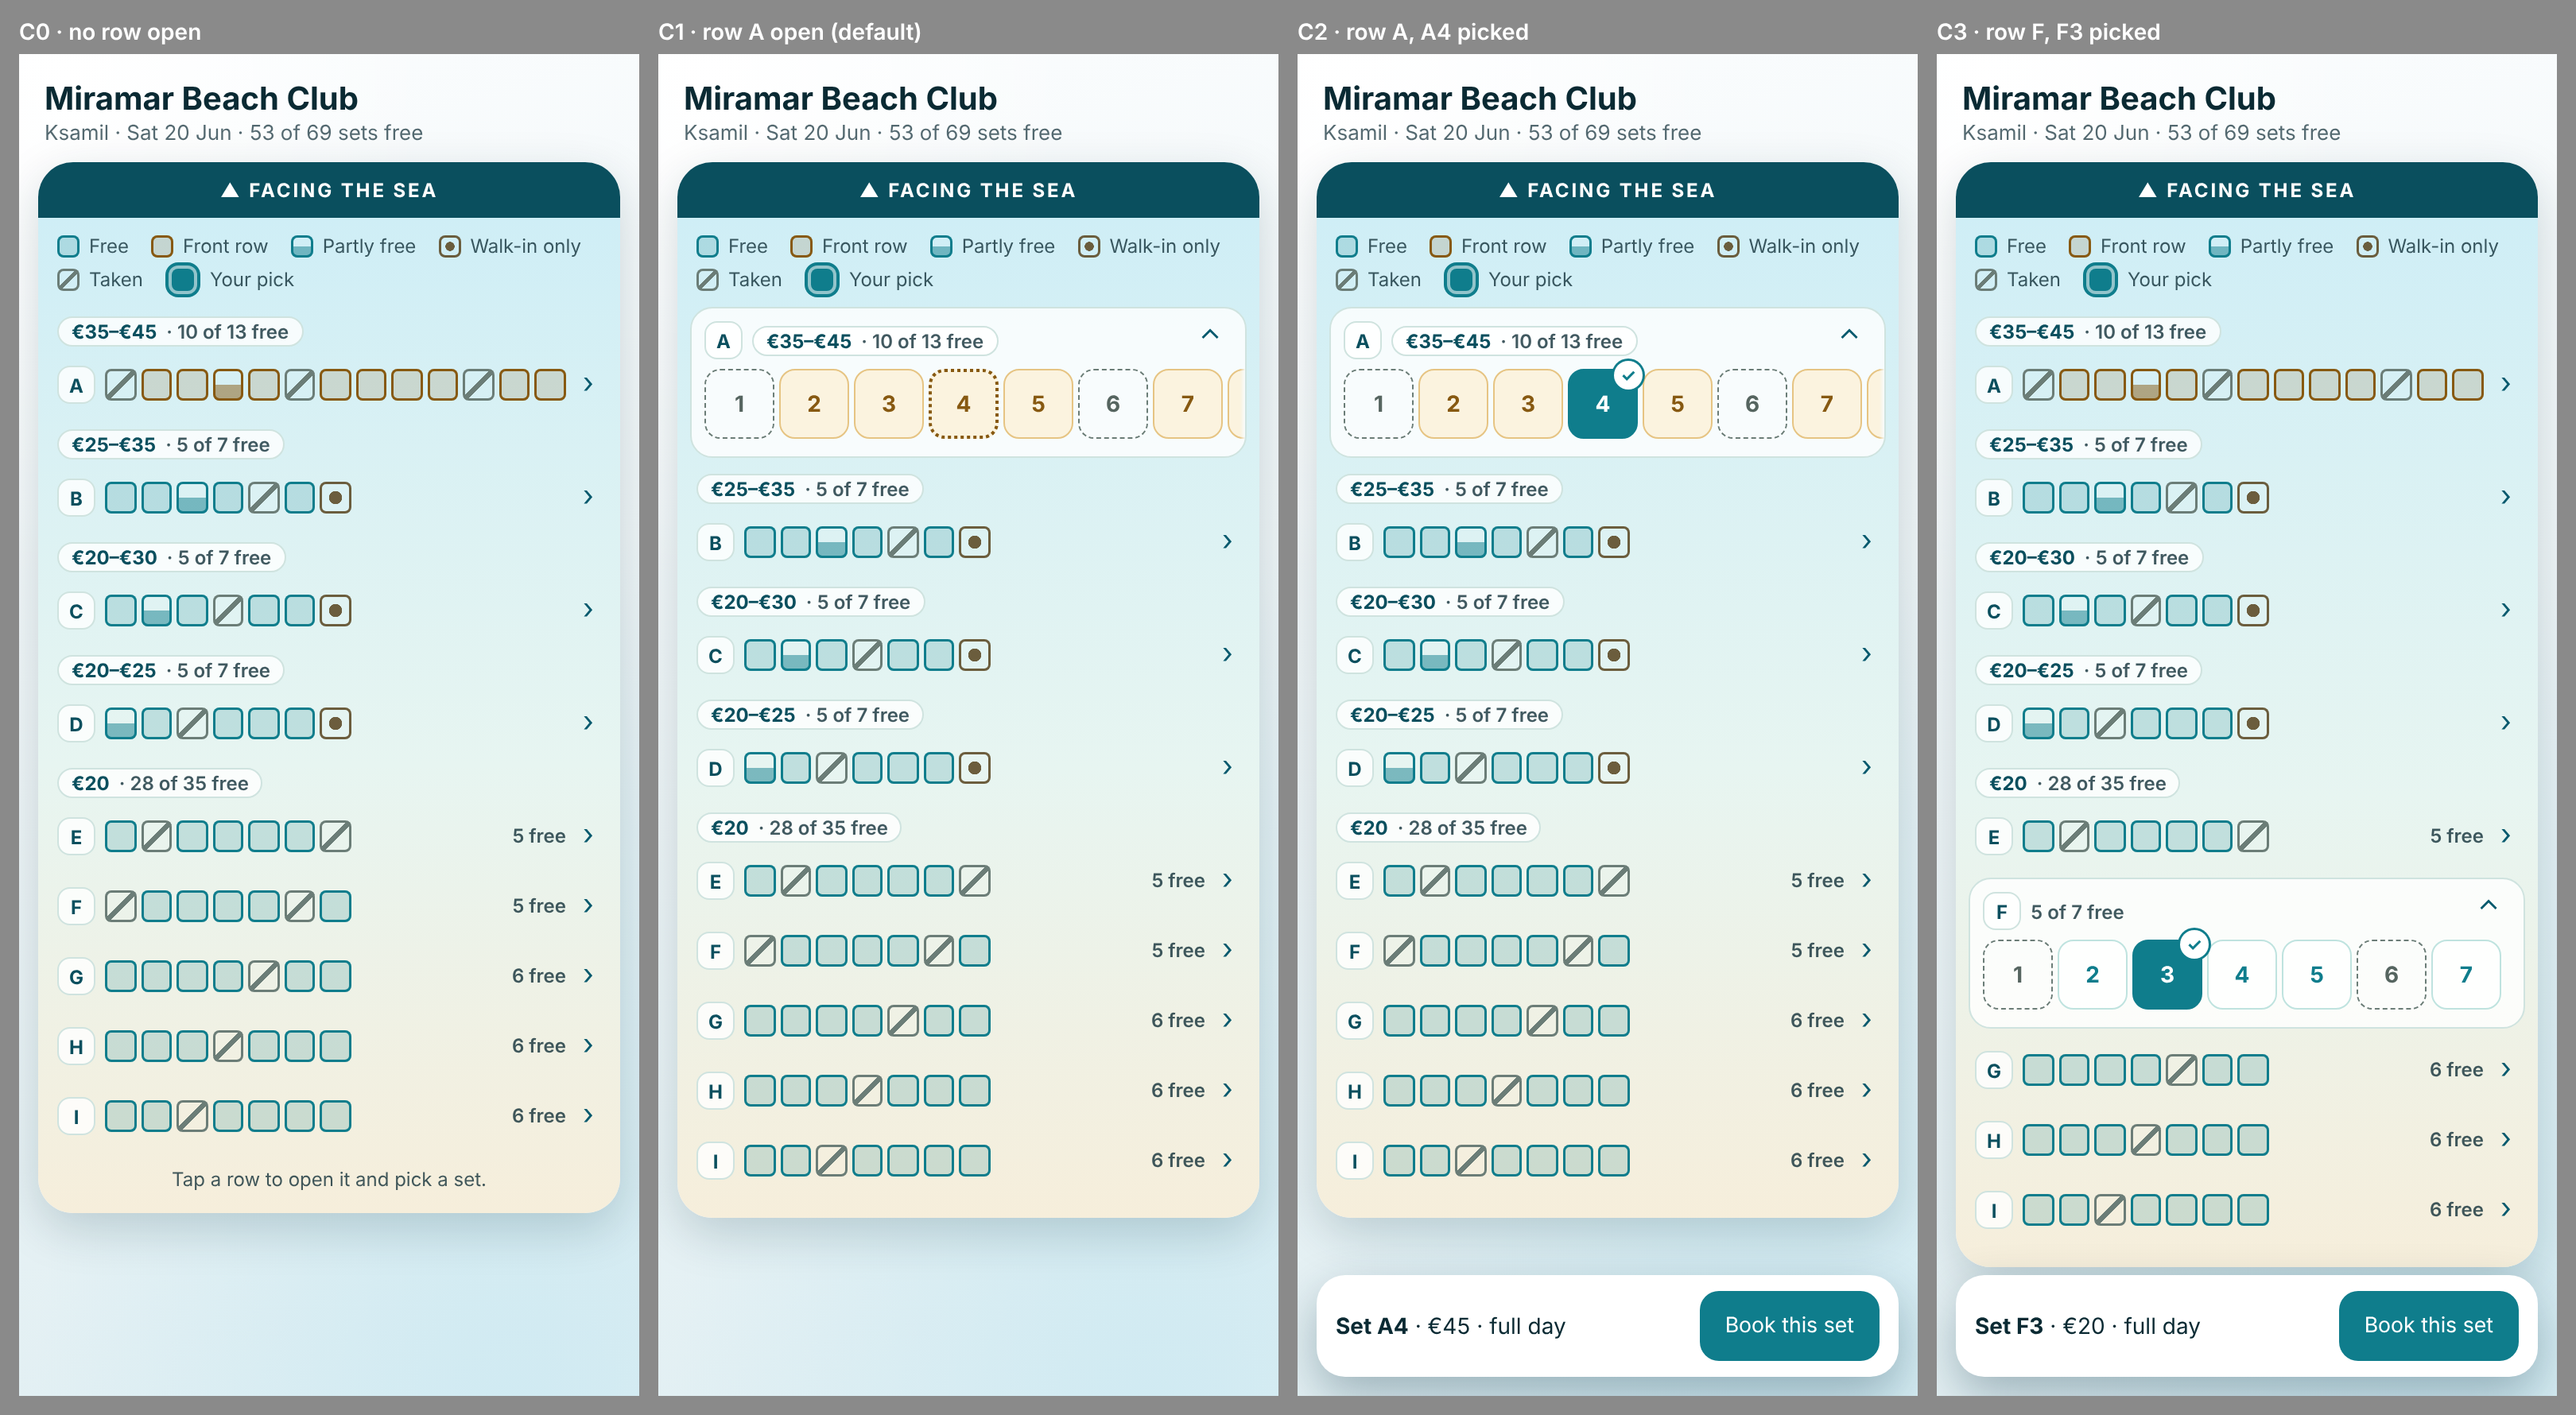 C0 · no row open
Miramar Beach Club
Ksamil · Sat 20 Jun · 53 of 69 sets free
▲ FACING THE SEA
Free Front row Partly free Walk-in only
Taken Your pick
€35–€45 · 10 of 13 free
A
€25–€35 · 5 of 7 free
B
€20–€30 · 5 of 7 free
C
€20–€25 · 5 of 7 free
D
€20 · 28 of 35 free
E 5 free
F 5 free
G 6 free
H 6 free
I 6 free
Tap a row to open it and pick a set.
C1 · row A open (default)
Miramar Beach Club
Ksamil · Sat 20 Jun · 53 of 69 sets free
▲ FACING THE SEA
Free Front row Partly free Walk-in only
Taken Your pick
A €35–€45 · 10 of 13 free
1 2 3 4 5 6 7
€25–€35 · 5 of 7 free
B
€20–€30 · 5 of 7 free
C
€20–€25 · 5 of 7 free
D
€20 · 28 of 35 free
E 5 free
F 5 free
G 6 free
H 6 free
I 6 free
C2 · row A, A4 picked
Miramar Beach Club
Ksamil · Sat 20 Jun · 53 of 69 sets free
▲ FACING THE SEA
Free Front row Partly free Walk-in only
Taken Your pick
A €35–€45 · 10 of 13 free
1 2 3 4 5 6 7
€25–€35 · 5 of 7 free
B
€20–€30 · 5 of 7 free
C
€20–€25 · 5 of 7 free
D
€20 · 28 of 35 free
E 5 free
F 5 free
G 6 free
H 6 free
I 6 free
Set A4 · €45 · full day Book this set
C3 · row F, F3 picked
Miramar Beach Club
Ksamil · Sat 20 Jun · 53 of 69 sets free
▲ FACING THE SEA
Free Front row Partly free Walk-in only
Taken Your pick
€35–€45 · 10 of 13 free
A
€25–€35 · 5 of 7 free
B
€20–€30 · 5 of 7 free
C
€20–€25 · 5 of 7 free
D
€20 · 28 of 35 free
E 5 free
F 5 of 7 free
1 2 3 4 5 6 7
G 6 free
H 6 free
I 6 free
Set F3 · €20 · full day Book this set